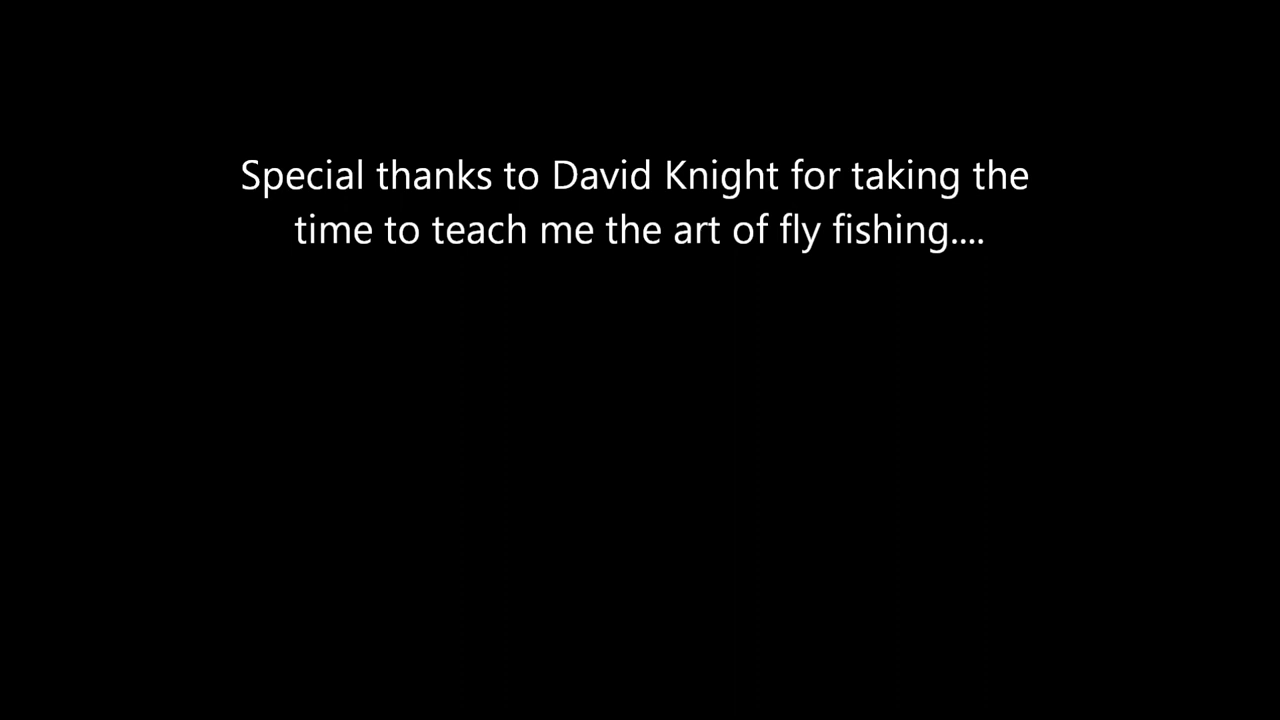 Special thanks to David Knight for taking the
time to teach me the art of fly fishing....